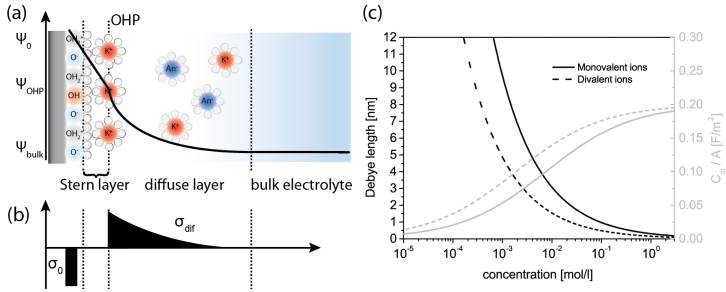 (a)
OHP
Ψ0
ΨOHP
Ψbulk
OH
O-
OH2
OH
O-
OH2
O-
K+
K+
K+
An-
K+
An-
K+
Stern layer
diffuse layer
bulk electrolyte
(b)
σ0
σdif
(c)
Debye length [nm]
12
11
10
9
8
7
6
5
4
3
2
1
0
Monovalent ions
Divalent ions
0.30
0.25
0.20
0.15
0.10
0.05
0.00
Cdl / A [F/m2]
10-5
10-4
10-3
10-2
10-1
100
concentration [mol/l]